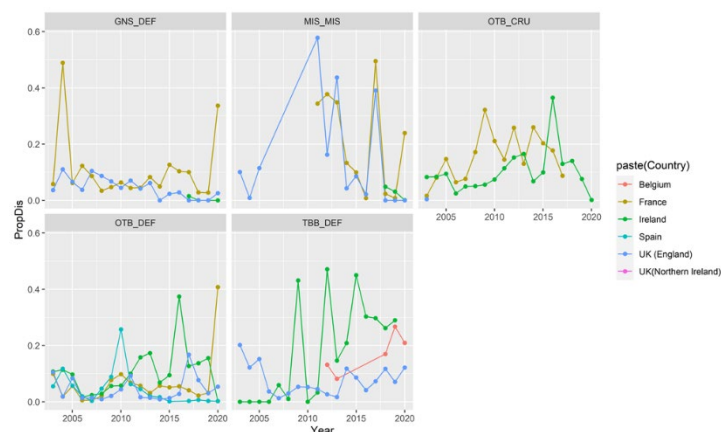 GNS_DEF
MIS_MIS
OTB_CRU
0.6
0.4
0.2
0.0
2005
2010
2015
2020
OTB_DEF
TBB_DEF
0.6
0.4
0.2
0.0
2005
2010
2015
2020
2005
2010
2015
2020
PropDis
Year
paste(Country)
Belgium
France
Ireland
Spain
UK (England)
UK(Northern Ireland)